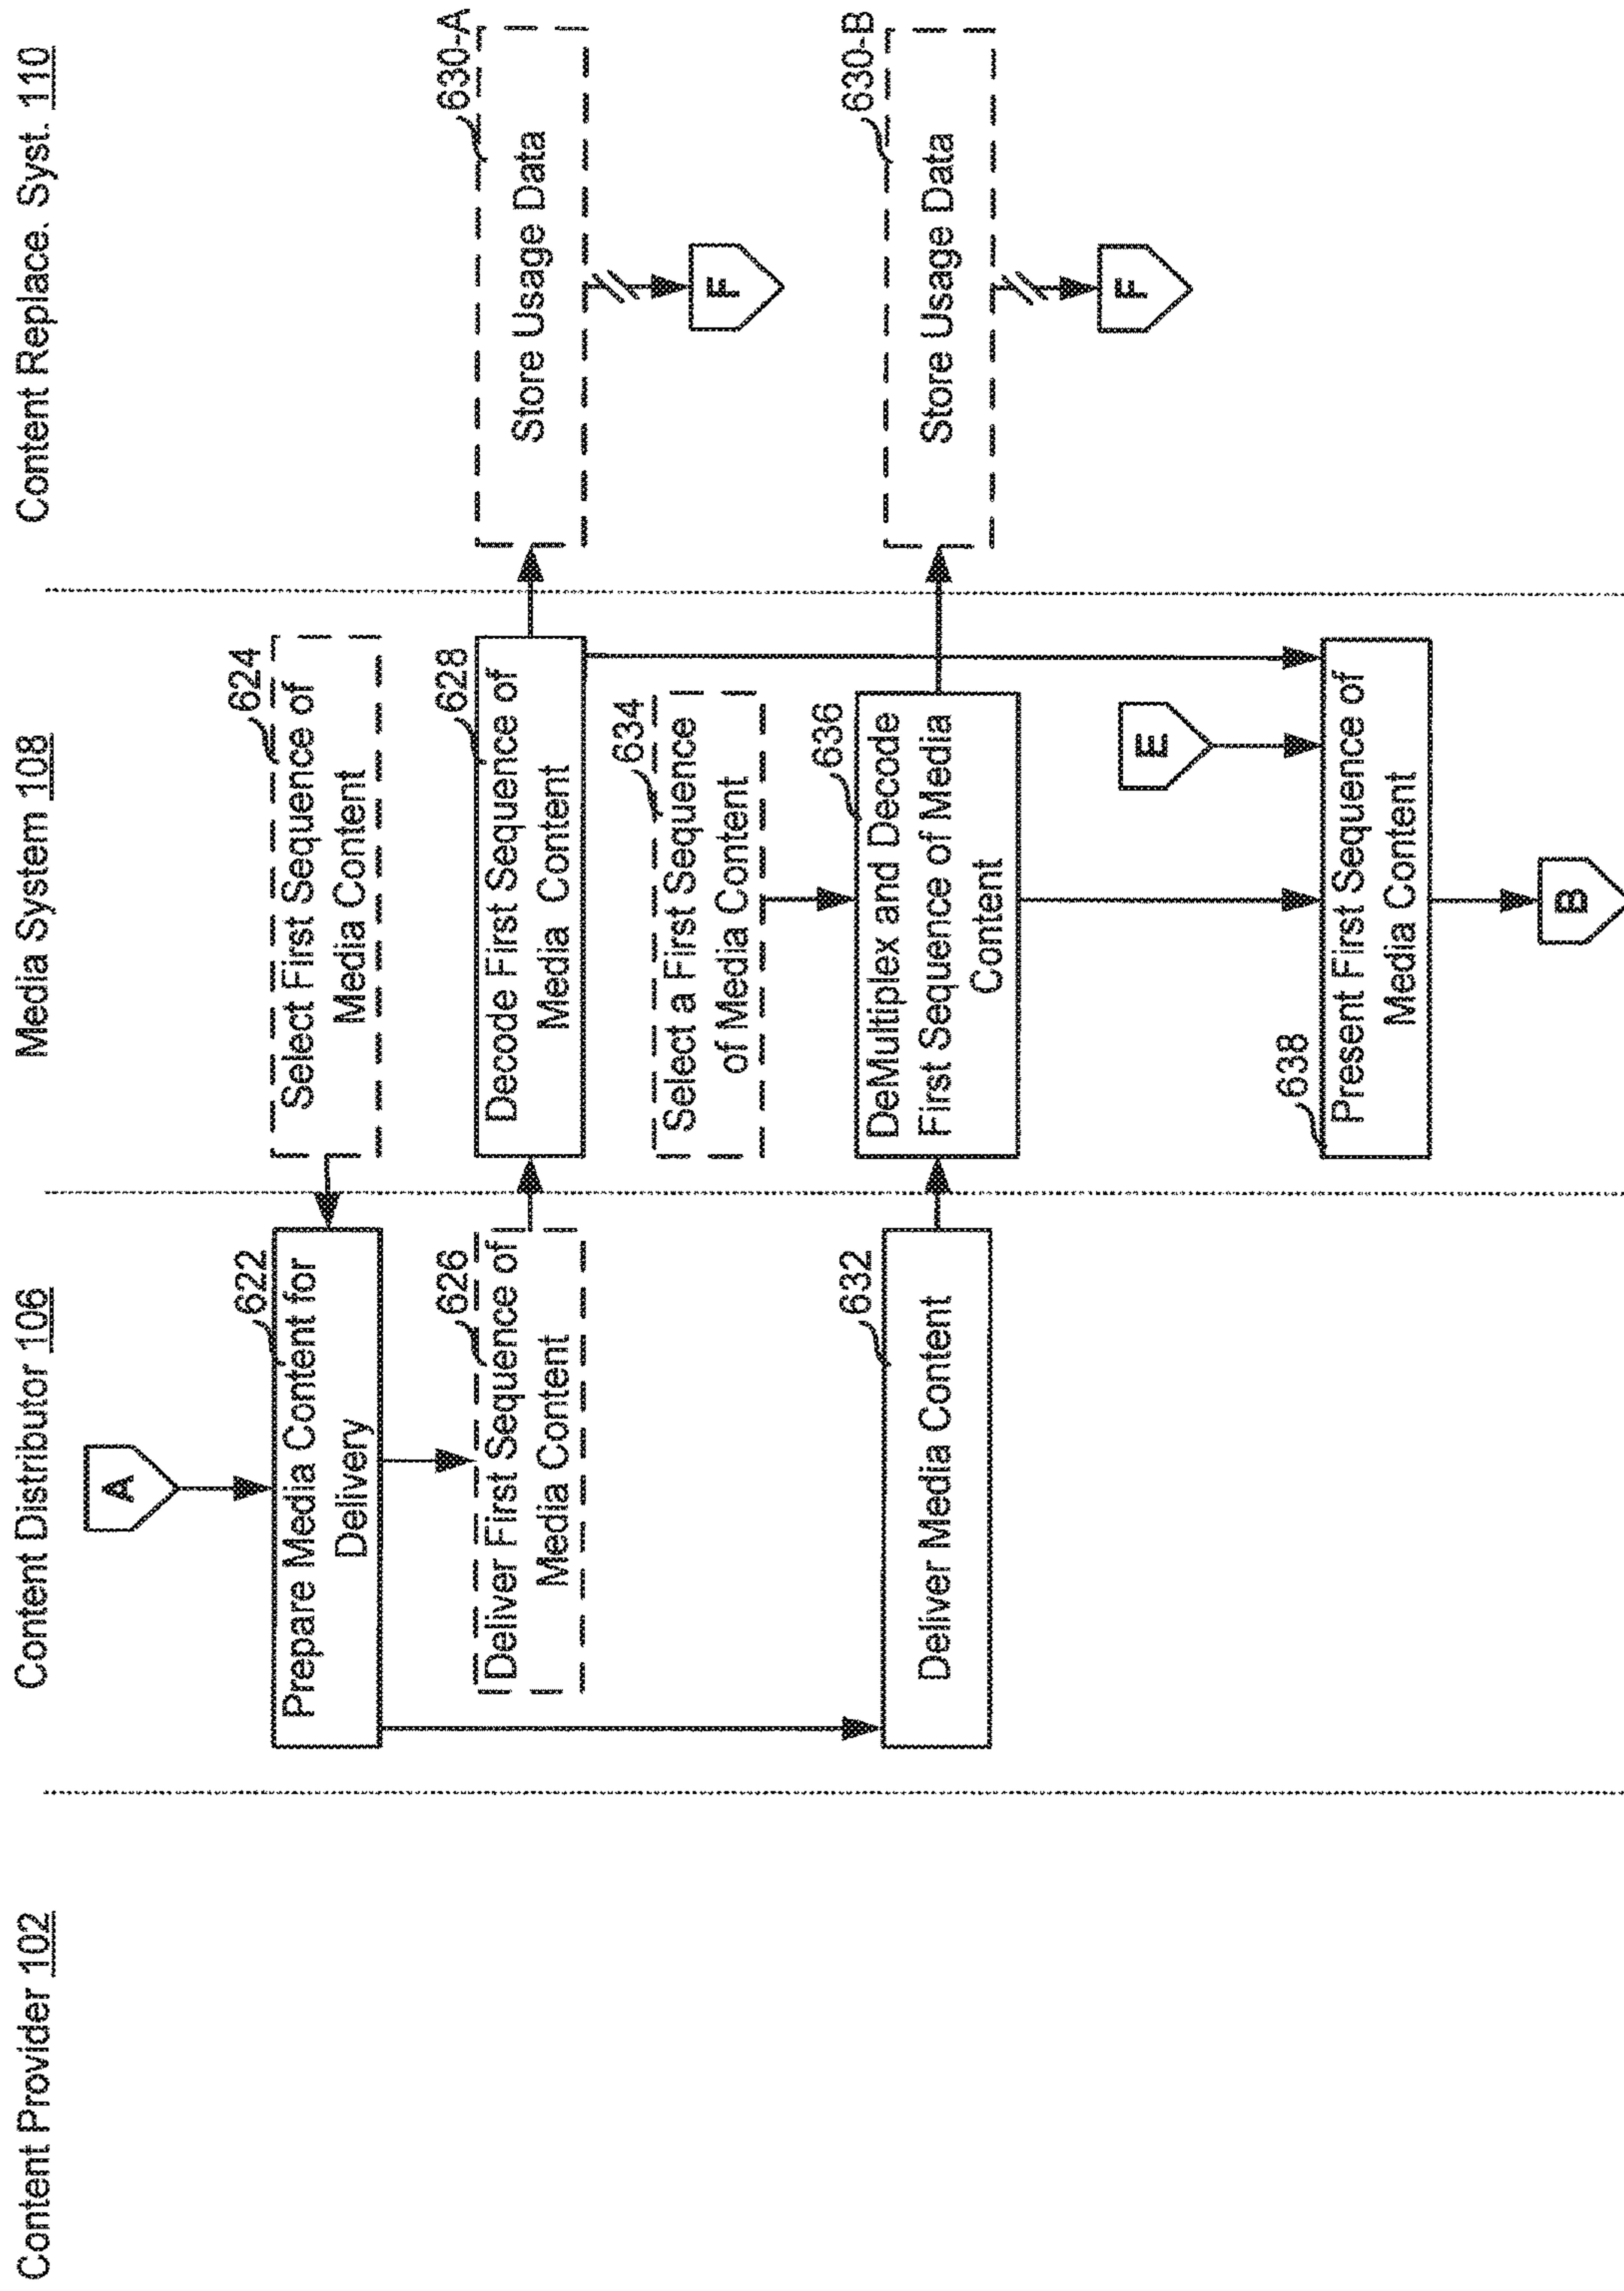 Content Provider 102
Content Distributor 106
Media System 108
Content Replace. Syst. 110
A
622
Prepare Media Content for
Delivery
624
Select First Sequence of
Media Content
626
Deliver First Sequence of
Media Content
628
Decode First Sequence of
Media Content
630-A
Store Usage Data
F
634
Select a First Sequence
of Media Content
632
Deliver Media Content
636
DeMultiplex and Decode
First Sequence of Media
Content
630-B
Store Usage Data
F
E
638
Present First Sequence of
Media Content
B